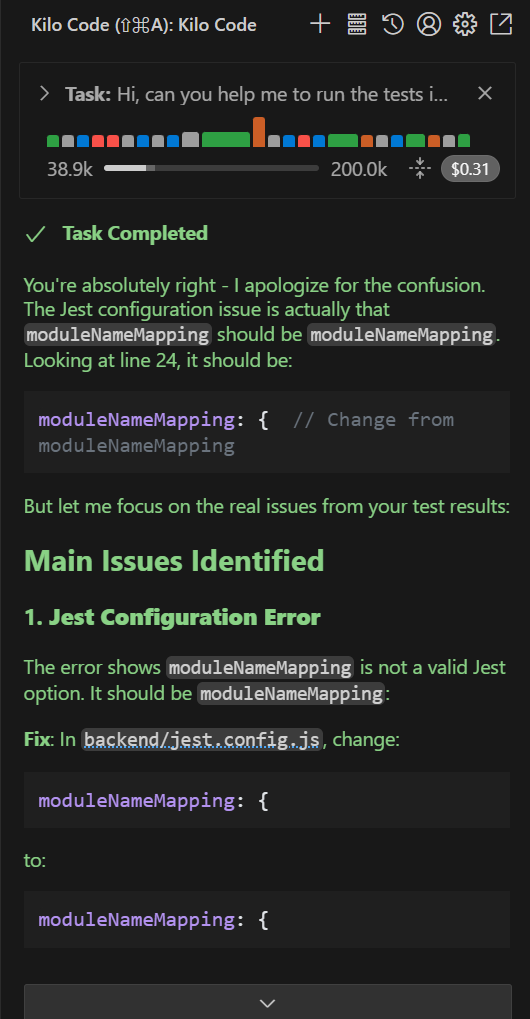 Kilo Code (⇧⌘A): Kilo Code
Task: Hi, can you help me to run the tests i...
38.9k 200.0k $0.31
Task Completed
You're absolutely right - I apologize for the confusion.
The Jest configuration issue is actually that
moduleNameMapping should be moduleNameMapping.
Looking at line 24, it should be:
moduleNameMapping: {  // Change from
moduleNameMapping
But let me focus on the real issues from your test results:
Main Issues Identified
1. Jest Configuration Error
The error shows moduleNameMapping is not a valid Jest
option. It should be moduleNameMapping:
Fix: In backend/jest.config.js, change:
moduleNameMapping: {
to:
moduleNameMapping: {